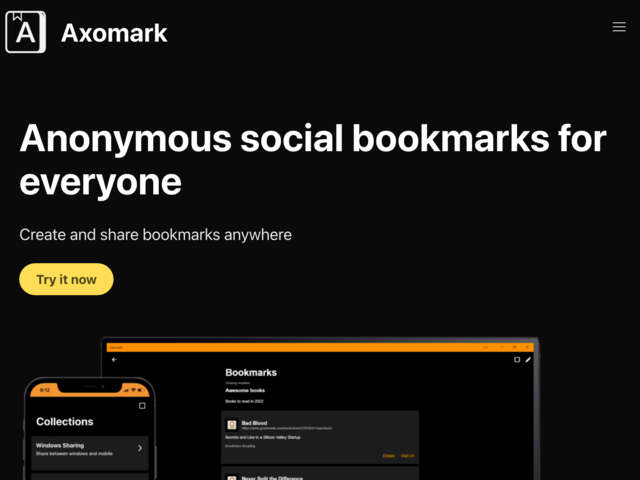 A
Axomark
Anonymous social bookmarks for
everyone
Create and share bookmarks anywhere
Try it now
Axomark
Bookmarks
Sharing enabled
Awesome books
Books to read in 2022
Bad Blood
Secrets and Lies in a Silicon Valley Startup
Details Visit Url
Never Split the Difference
9:12
Collections
Windows Sharing
Share between windows and mobile